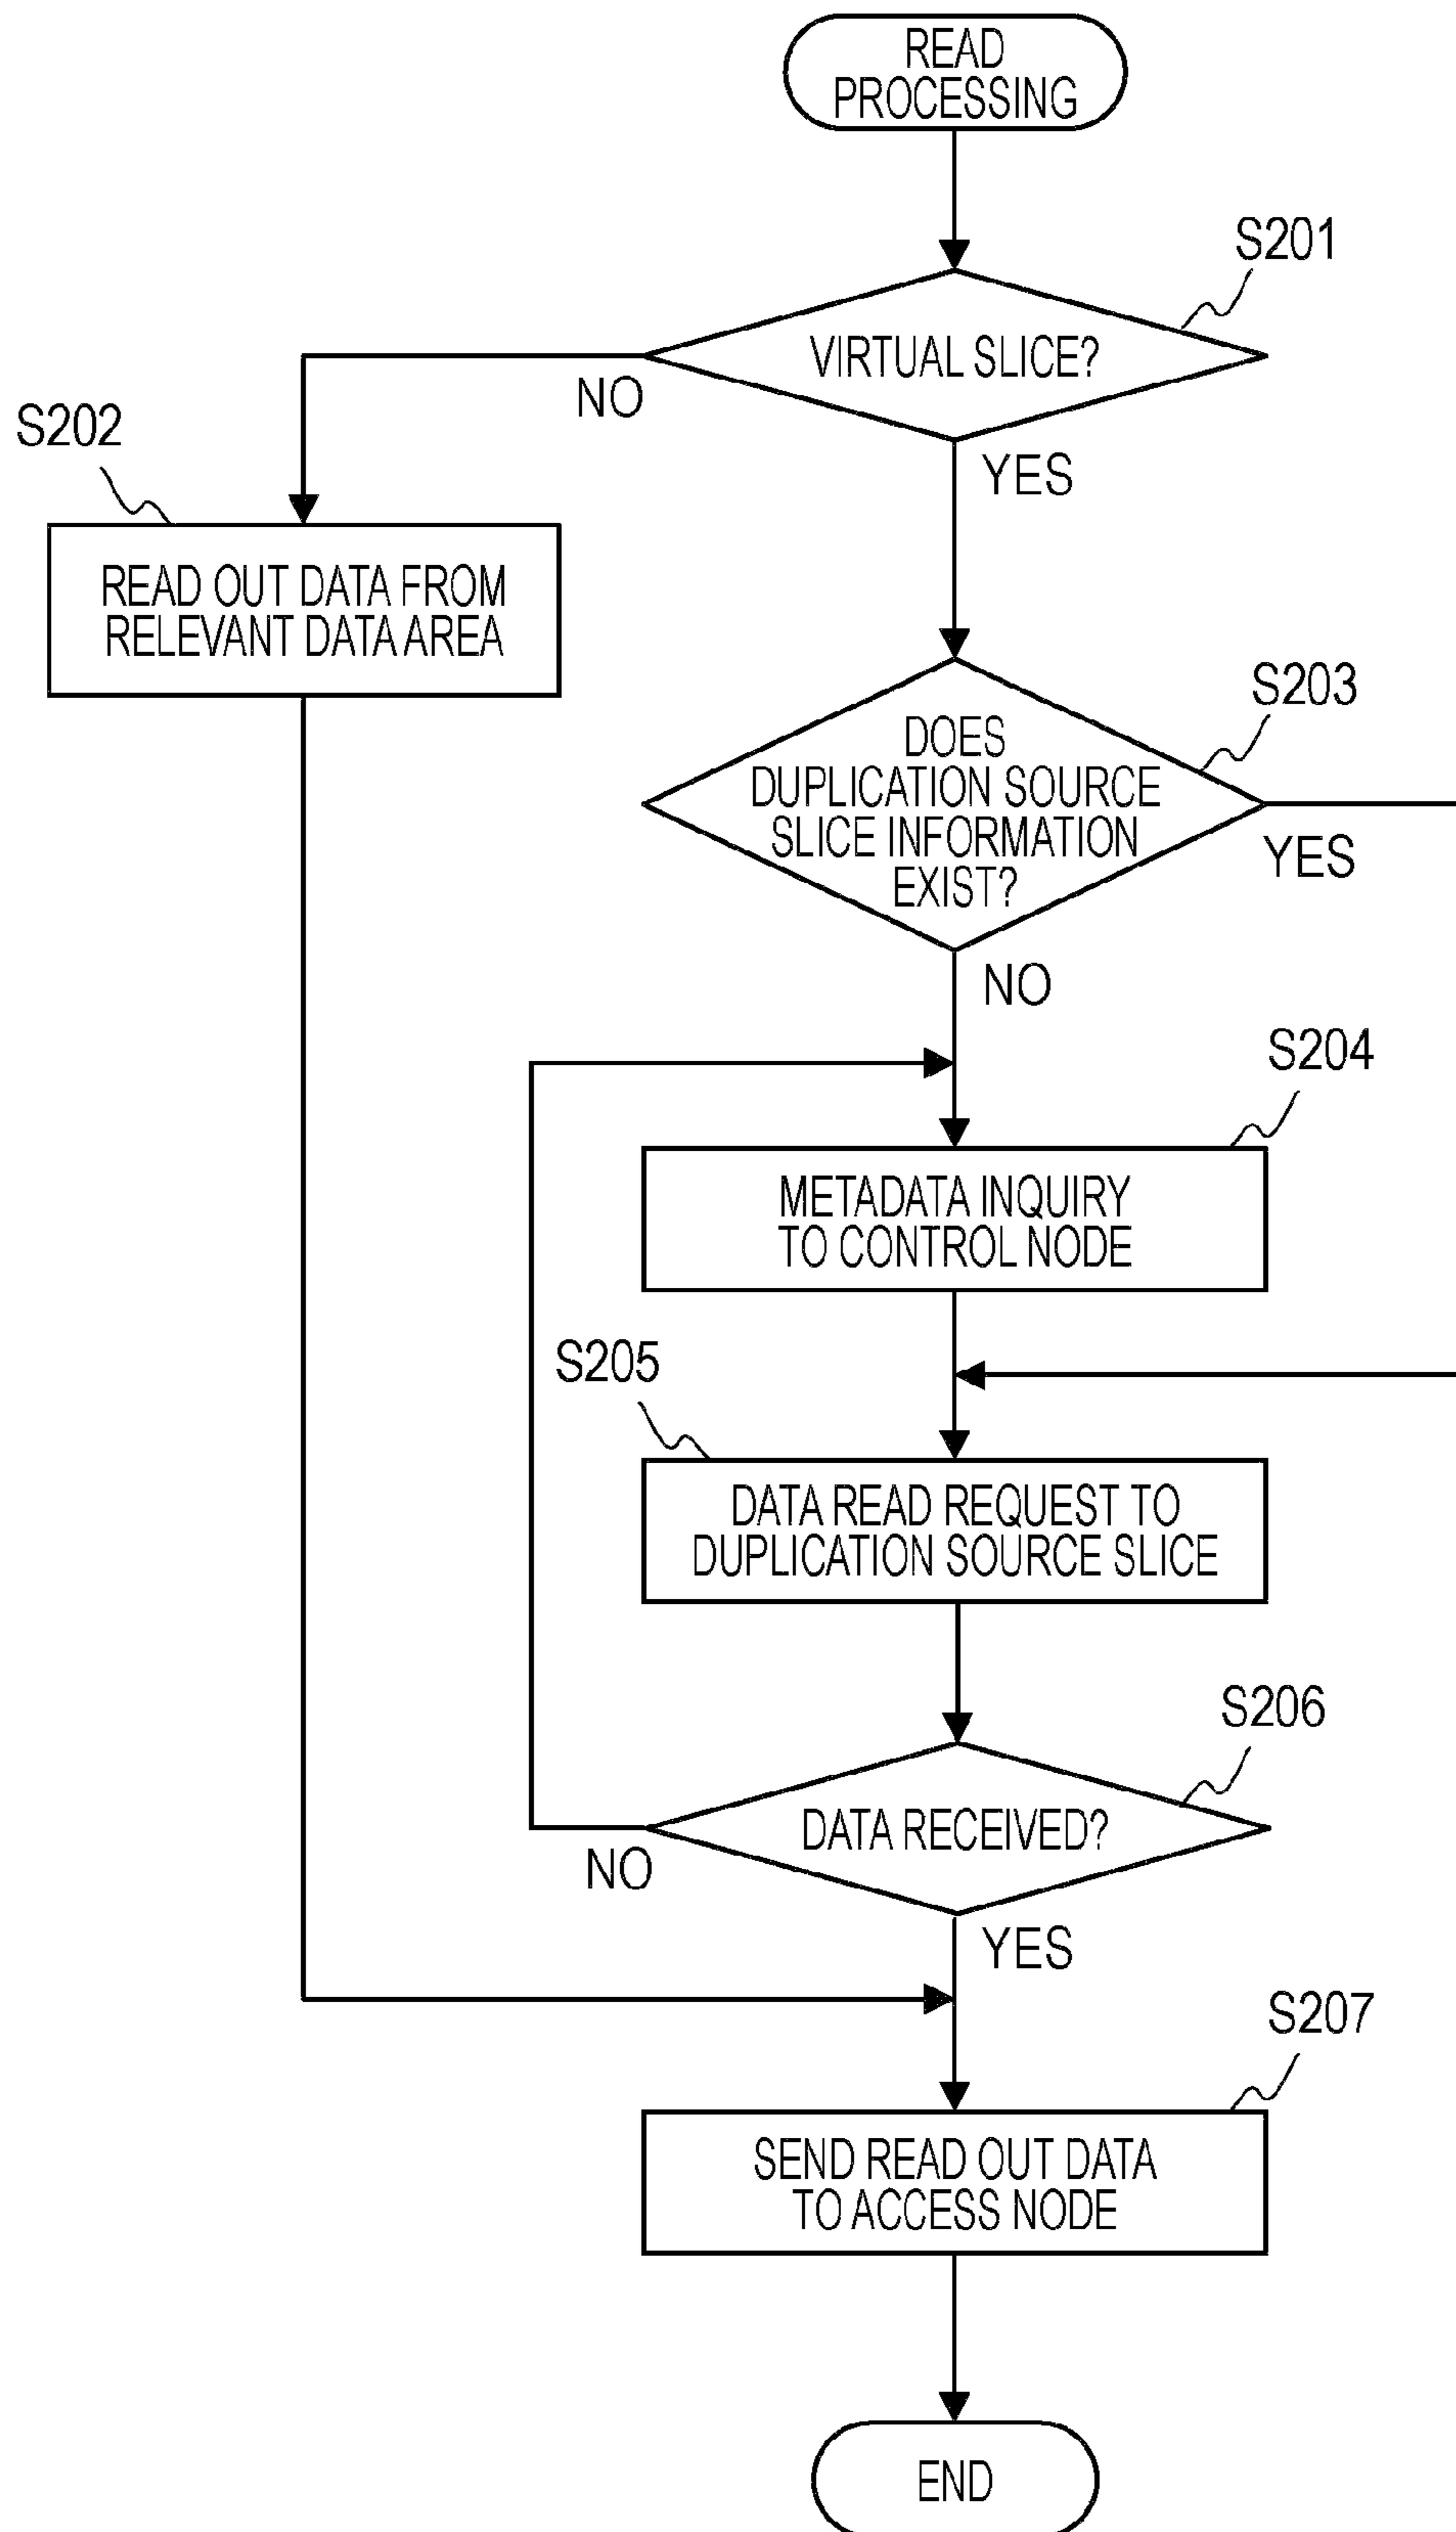 READ
PROCESSING
S201
VIRTUAL SLICE?
NO
YES
S202
READ OUT DATA FROM
RELEVANT DATA AREA
S203
DOES
DUPLICATION SOURCE
SLICE INFORMATION
EXIST?
YES
NO
S204
METADATA INQUIRY
TO CONTROL NODE
S205
DATA READ REQUEST TO
DUPLICATION SOURCE SLICE
S206
DATA RECEIVED?
NO
YES
S207
SEND READ OUT DATA
TO ACCESS NODE
END